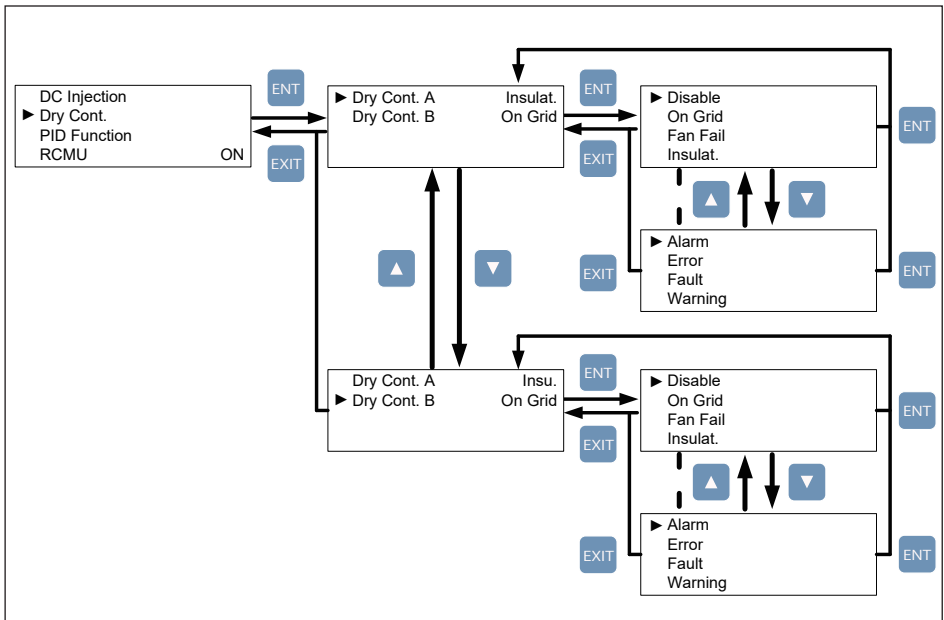 DC Injection
► Dry Cont.
PID Function
RCMU ON
ENT
EXIT
► Dry Cont. A Insulat.
Dry Cont. B On Grid
ENT
EXIT
► Disable
On Grid
Fan Fail
Insulat.
ENT
▲ ▼
▲ ▼
► Alarm
Error
Fault
Warning
EXIT
ENT
Dry Cont. A Insu.
► Dry Cont. B On Grid
ENT
EXIT
► Disable
On Grid
Fan Fail
Insulat.
ENT
▲ ▼
► Alarm
Error
Fault
Warning
EXIT
ENT